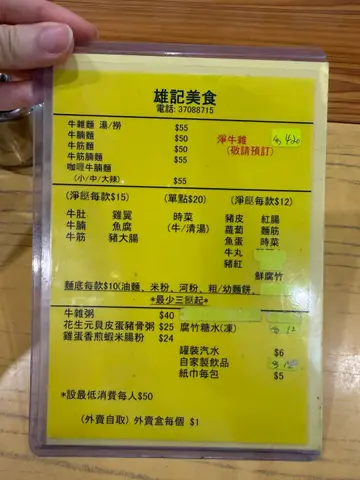 雄記美食
電話: 37088715
牛雜麵 湯/撈 $55
牛腩麵 $50
牛筋麵 $50
牛筋腩麵 $55
咖喱牛腩麵
(小/中/大辣) $55
淨牛雜
(敬請預訂)
(淨餸每款$15)
牛肚 雞翼
牛腩 魚腐
牛筋 豬大腸
(單點$20)
時菜
(牛/清湯)
(淨餸每款$12)
豬皮 紅腸
蘿蔔 麵筋
魚蛋 時菜
牛丸
豬紅
鮮腐竹
麵底每款$10(油麵、米粉、河粉、粗/幼麵餅、
*最少三餸起*
牛雜粥 $40
花生元貝皮蛋豬骨粥 $25 腐竹糖水(凍)
雞蛋香煎蝦米腸粉 $24
罐裝汽水 $6
自家製飲品
紙巾每包 $5
*設最低消費每人$50
(外賣自取) 外賣盒每個 $1